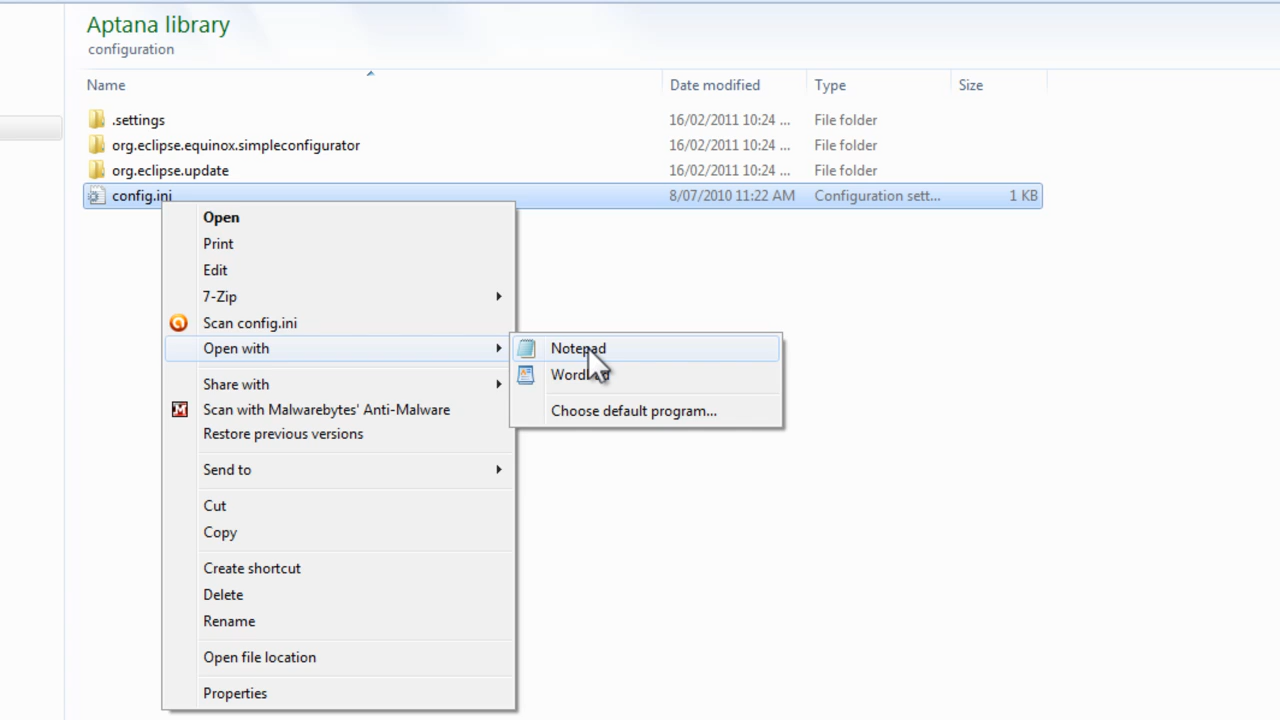 Aptana library
configuration
Name Date modified Type Size
.settings 16/02/2011 10:24 ... File folder
org.eclipse.equinox.simpleconfigurator 16/02/2011 10:24 ... File folder
org.eclipse.update 16/02/2011 10:24 ... File folder
config.ini 8/07/2010 11:22 AM Configuration sett... 1 KB
Open
Print
Edit
7-Zip
Scan config.ini
Open with
Notepad
Choose default program...
Share with
Scan with Malwarebytes' Anti-Malware
Restore previous versions
Send to
Cut
Copy
Create shortcut
Delete
Rename
Open file location
Properties